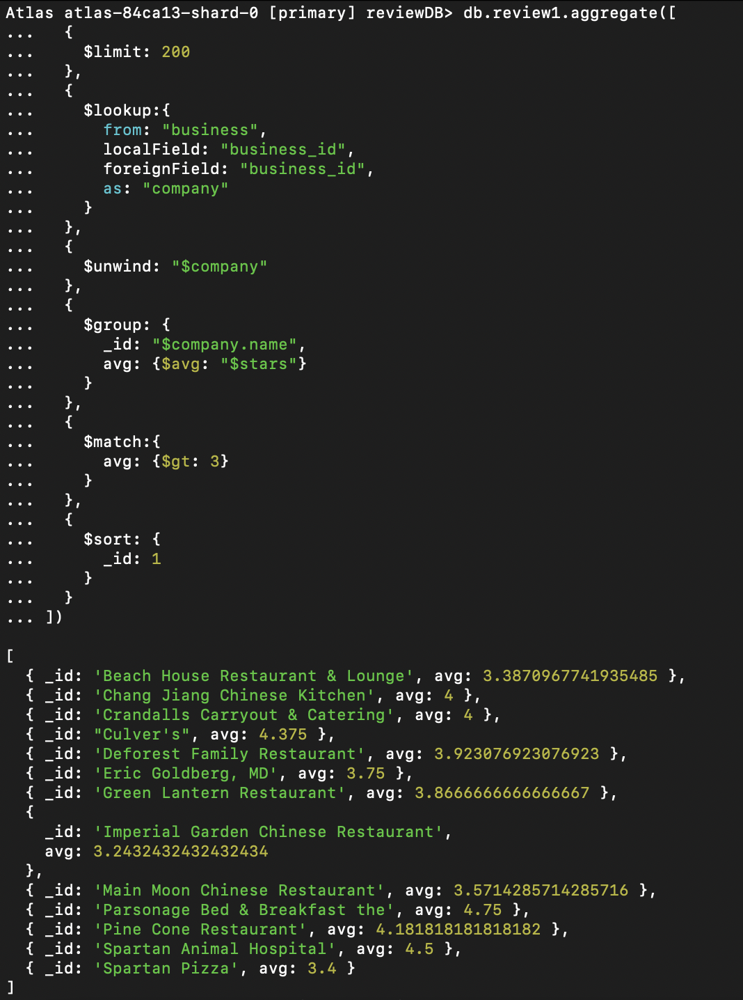 Atlas atlas-84ca13-shard-0 [primary] reviewDB> db.review1.aggregate([
...   {
...     $limit: 200
...   },
...   {
...     $lookup:{
...       from: "business",
...       localField: "business_id",
...       foreignField: "business_id",
...       as: "company"
...     }
...   },
...   {
...     $unwind: "$company"
...   },
...   {
...     $group: {
...       _id: "$company.name",
...       avg: {$avg: "$stars"}
...     }
...   },
...   {
...     $match:{
...       avg: {$gt: 3}
...     }
...   },
...   {
...     $sort: {
...       _id: 1
...     }
...   }
... ])
[
  { _id: 'Beach House Restaurant & Lounge', avg: 3.3870967741935485 },
  { _id: 'Chang Jiang Chinese Kitchen', avg: 4 },
  { _id: 'Crandalls Carryout & Catering', avg: 4 },
  { _id: "Culver's", avg: 4.375 },
  { _id: 'Deforest Family Restaurant', avg: 3.923076923076923 },
  { _id: 'Eric Goldberg, MD', avg: 3.75 },
  { _id: 'Green Lantern Restaurant', avg: 3.8666666666666667 },
  {
    _id: 'Imperial Garden Chinese Restaurant',
    avg: 3.2432432432432434
  },
  { _id: 'Main Moon Chinese Restaurant', avg: 3.5714285714285716 },
  { _id: 'Parsonage Bed & Breakfast the', avg: 4.75 },
  { _id: 'Pine Cone Restaurant', avg: 4.181818181818182 },
  { _id: 'Spartan Animal Hospital', avg: 4.5 },
  { _id: 'Spartan Pizza', avg: 3.4 }
]